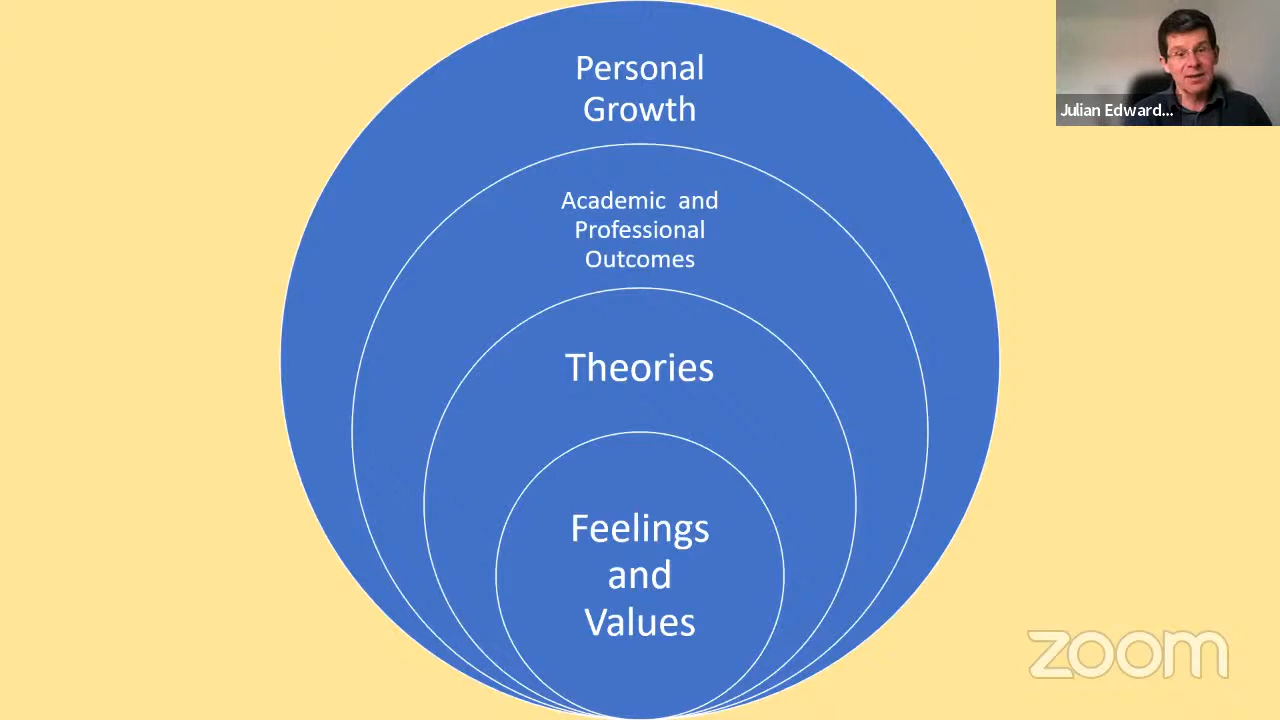 Personal
Growth
Academic and
Professional
Outcomes
Theories
Feelings
and
Values
Julian Edward...
zoom